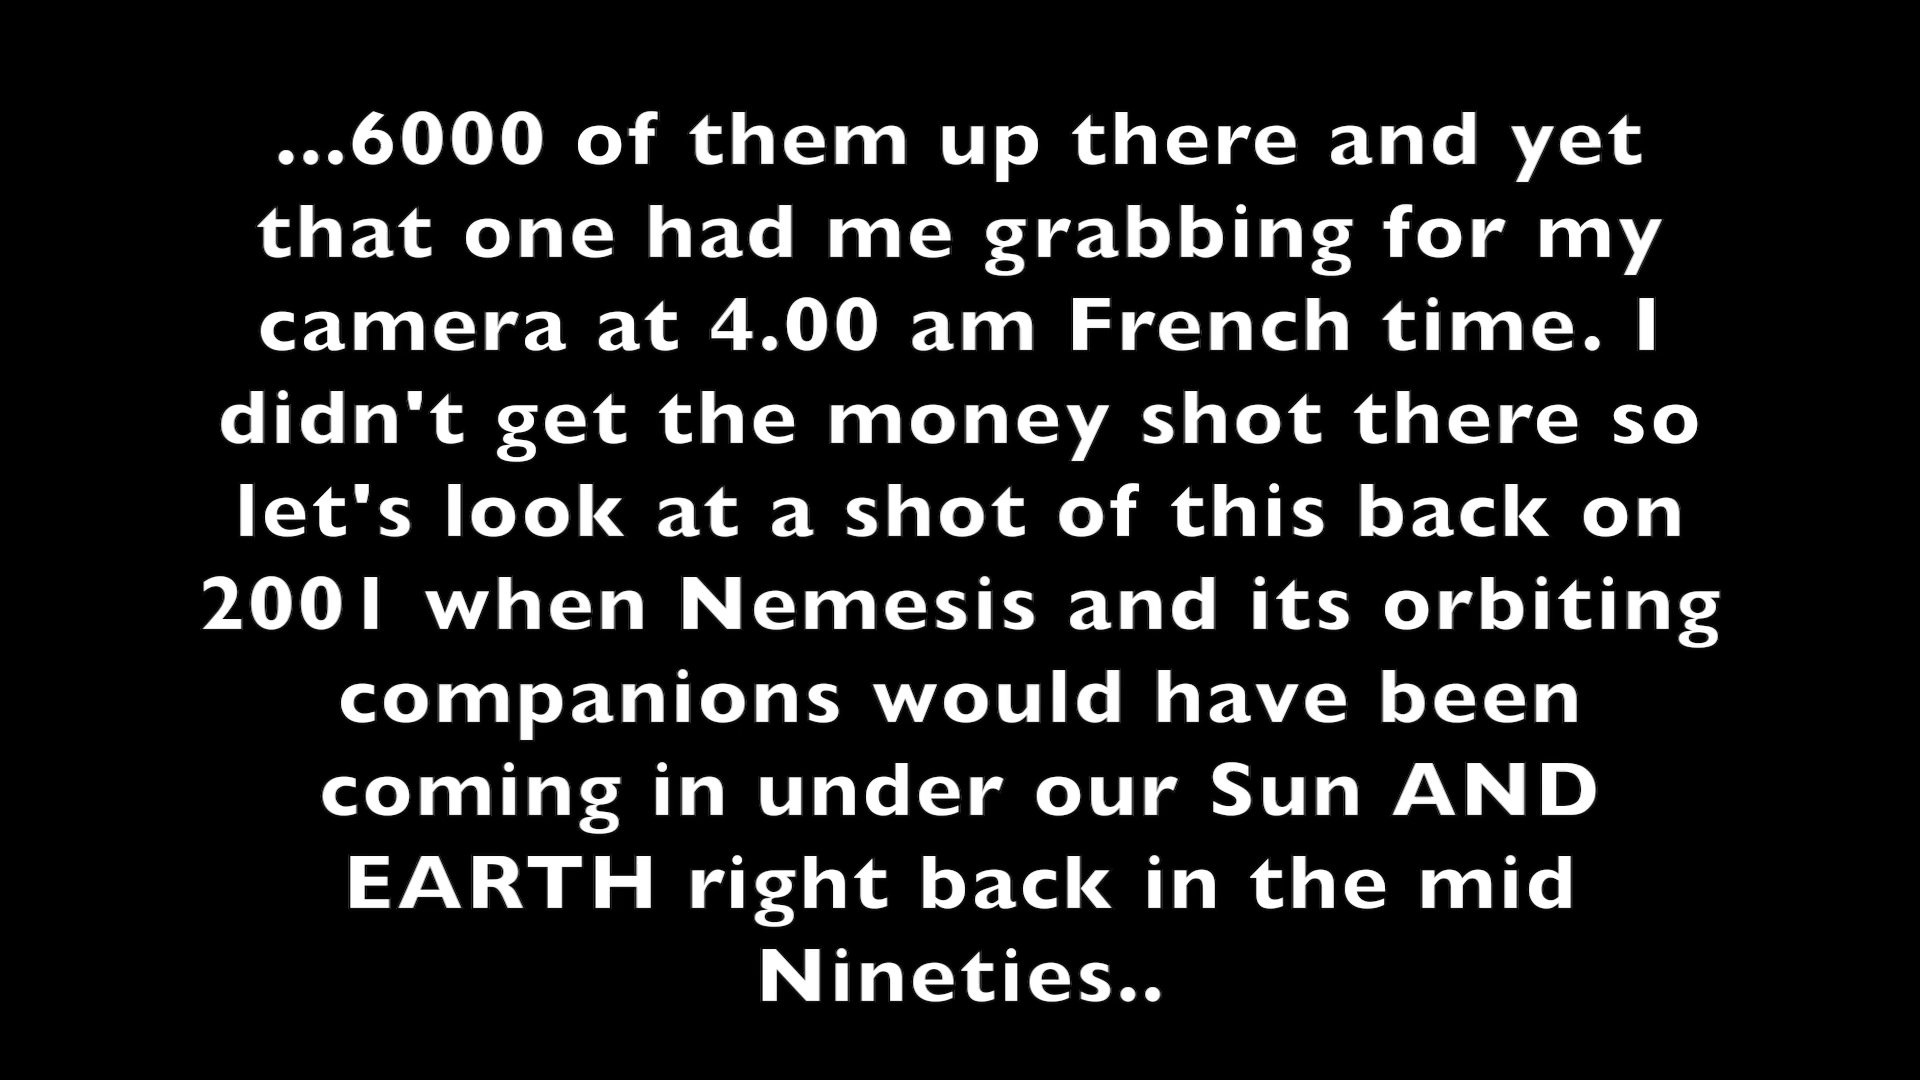 ...6000 of them up there and yet
that one had me grabbing for my
camera at 4.00 am French time. I
didn't get the money shot there so
let's look at a shot of this back on
2001 when Nemesis and its orbiting
companions would have been
coming in under our Sun AND
EARTH right back in the mid
Nineties..